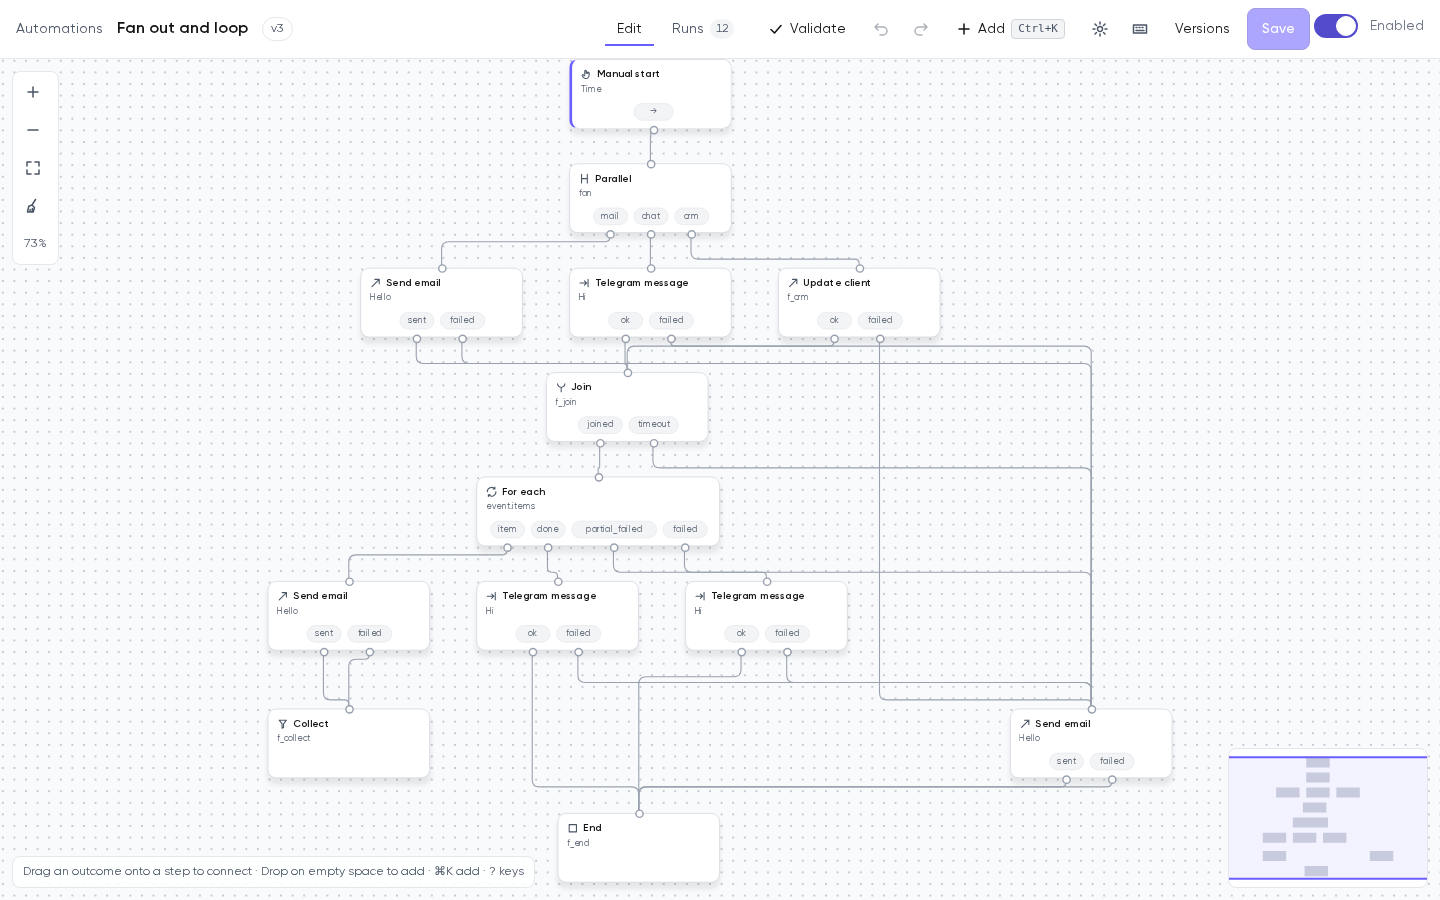 Automations Fan out and loop v3 Edit Runs 12 Validate Add Ctrl+K Versions Save Enabled
Manual start
Time
→
Parallel
fan
mail chat crm
Send email Telegram message Update client
Hello Hi f_crm
sent failed ok failed ok failed
73%
Join
f_join
joined timeout
For each
event.items
item done partial_failed failed
Send email Telegram message Telegram message
Hello Hi Hi
sent failed ok failed ok failed
Collect Send email
f_collect Hello
sent failed
End
f_end
Drag an outcome onto a step to connect · Drop on empty space to add · ⌘K add · ? keys